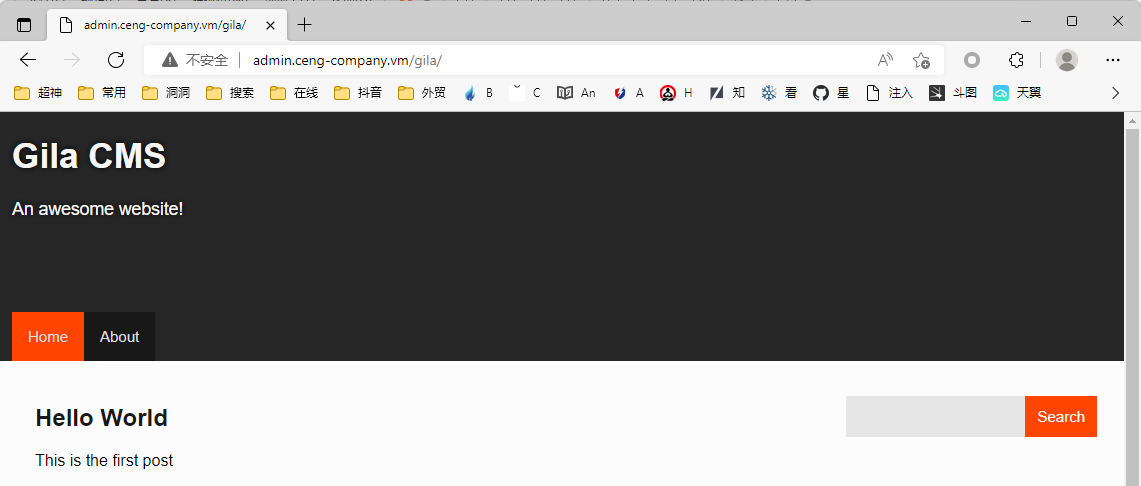 admin.ceng-company.vm/gila/
不安全 admin.ceng-company.vm/gila/
超神 常用 洞洞 搜索 在线 抖音 外贸 B C An A H 知 看 星 注入 斗图 天翼
Gila CMS
An awesome website!
Home About
Hello World
Search
This is the first post